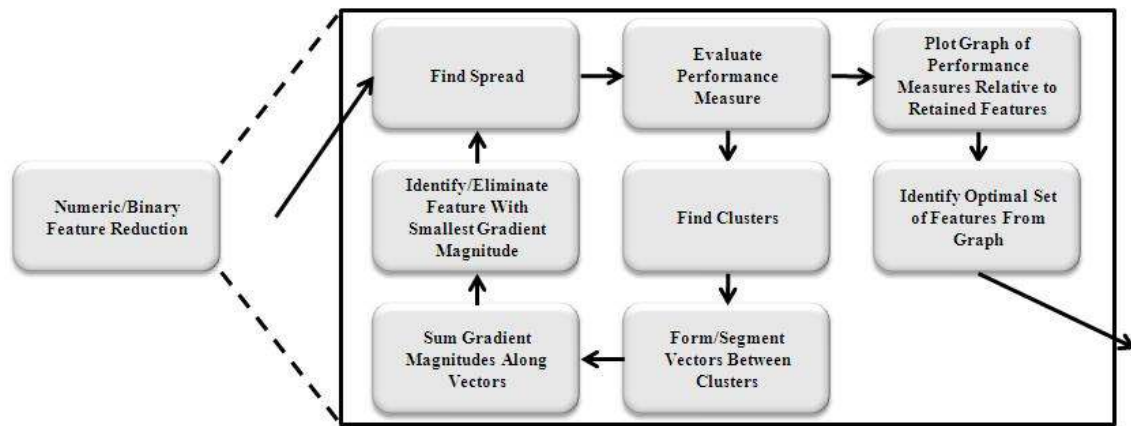 Numeric/Binary
Feature Reduction
Find Spread
Evaluate
Performance
Measure
Plot Graph of
Performance
Measures Relative to
Retained Features
Identify/Eliminate
Feature With
Smallest Gradient
Magnitude
Find Clusters
Identify Optimal Set
of Features From
Graph
Sum Gradient
Magnitudes Along
Vectors
Form/Segment
Vectors Between
Clusters